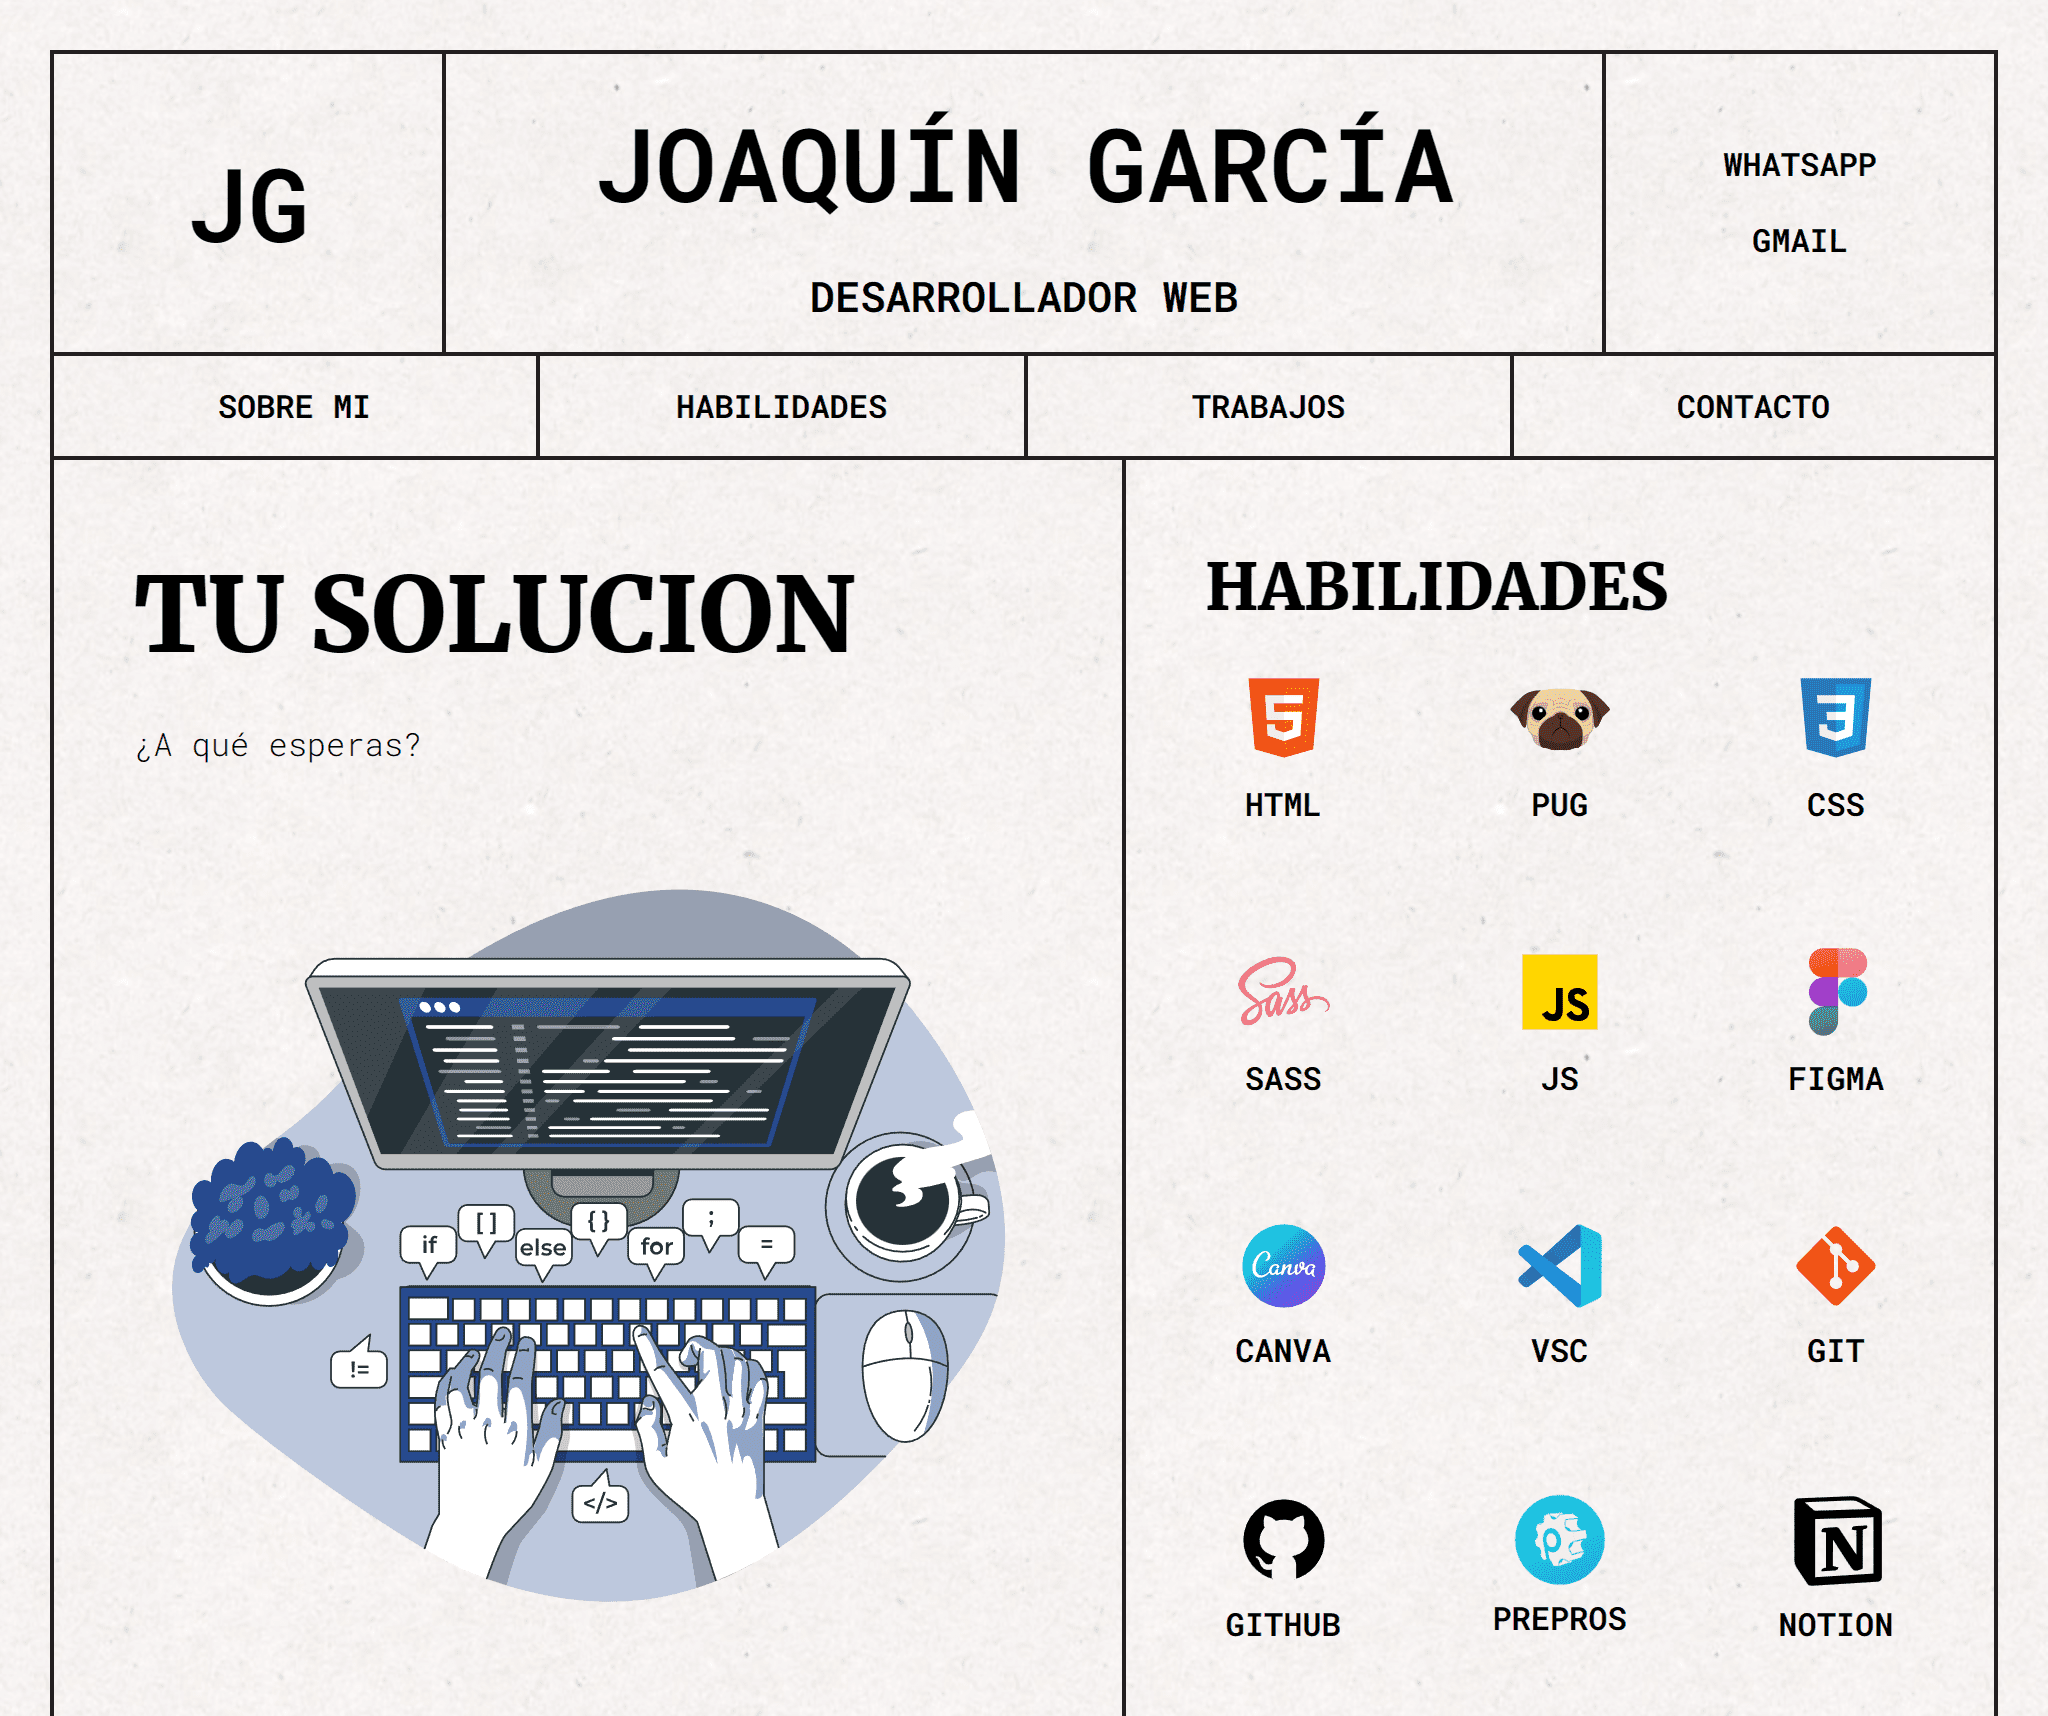 JG
JOAQUÍN GARCÍA
DESARROLLADOR WEB
WHATSAPP
GMAIL
SOBRE MI
HABILIDADES
TRABAJOS
CONTACTO
TU SOLUCION
¿A qué esperas?
if
[]
else
{}
for
;
=
!=
</>
HABILIDADES
5
3
HTML
PUG
CSS
Sass
JS
SASS
JS
FIGMA
Canva
CANVA
VSC
GIT
p
N
GITHUB
PREPROS
NOTION